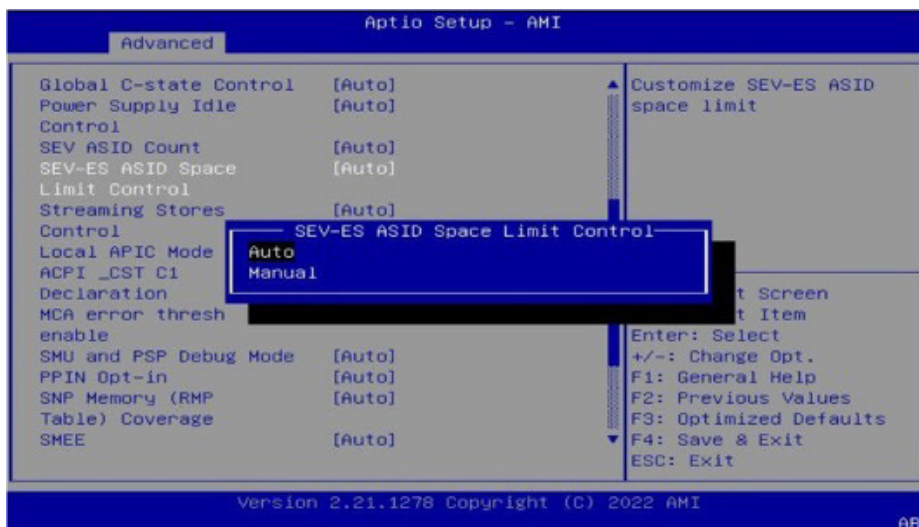 Aptio Setup - AMI
Advanced
Global C-state Control [Auto]
Power Supply Idle [Auto]
Control
SEV ASID Count [Auto]
SEV-ES ASID Space [Auto]
Limit Control
Streaming Stores [Auto]
Control
Local APIC Mode
ACPI _CST C1
Declaration
MCA error thresh
enable
SMU and PSP Debug Mode [Auto]
PPIN Opt-in [Auto]
SNP Memory (RMP [Auto]
Table) Coverage
SMEE [Auto]
SEV-ES ASID Space Limit Control
Auto
Manual
Customize SEV-ES ASID
space limit
t Screen
t Item
Enter: Select
+/-: Change Opt.
F1: General Help
F2: Previous Values
F3: Optimized Defaults
F4: Save & Exit
ESC: Exit
Version 2.21.1278 Copyright (C) 2022 AMI